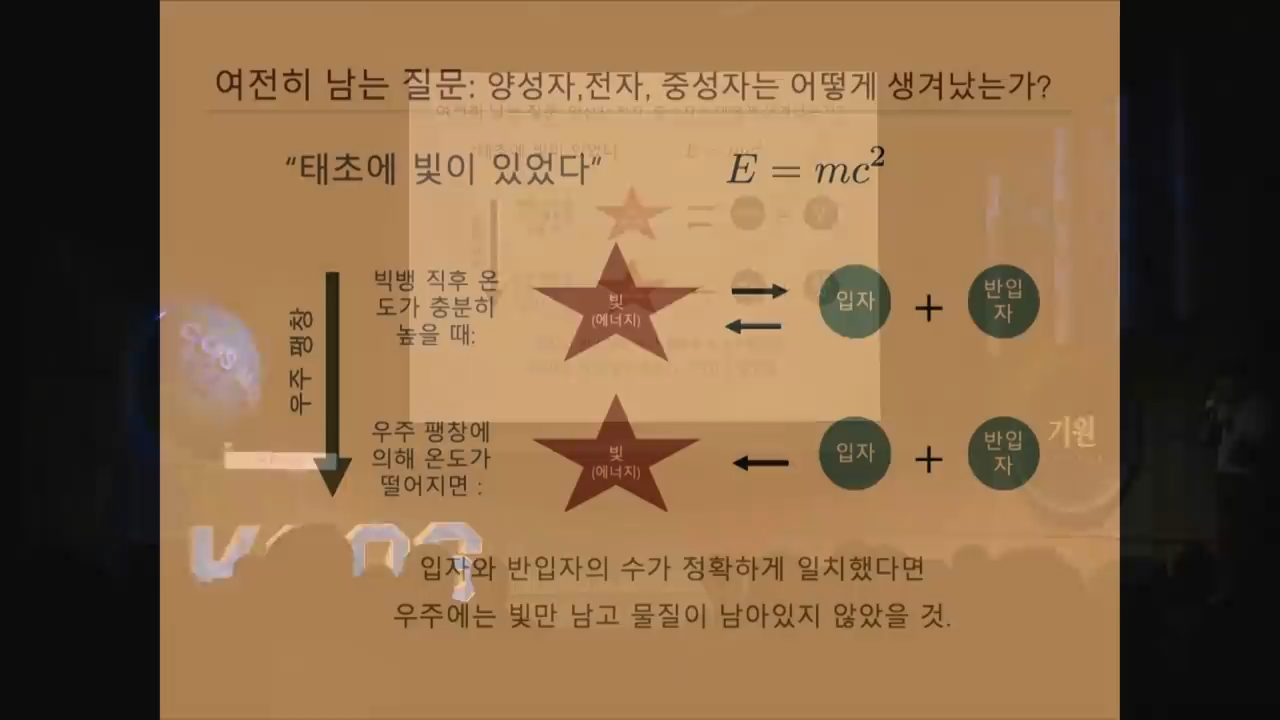 여전히 남는 질문: 양성자,전자, 중성자는 어떻게 생겨났는가?
“태초에 빛이 있었다”
E = mc²
우주 팽창
빅뱅 직후 온
도가 충분히
높을 때:
빛
(에너지)
입자
+
반입
자
우주 팽창에
의해 온도가
떨어지면 :
빛
(에너지)
입자
+
반입
자
기원
입자와 반입자의 수가 정확하게 일치했다면
우주에는 빛만 남고 물질이 남아있지 않았을 것.